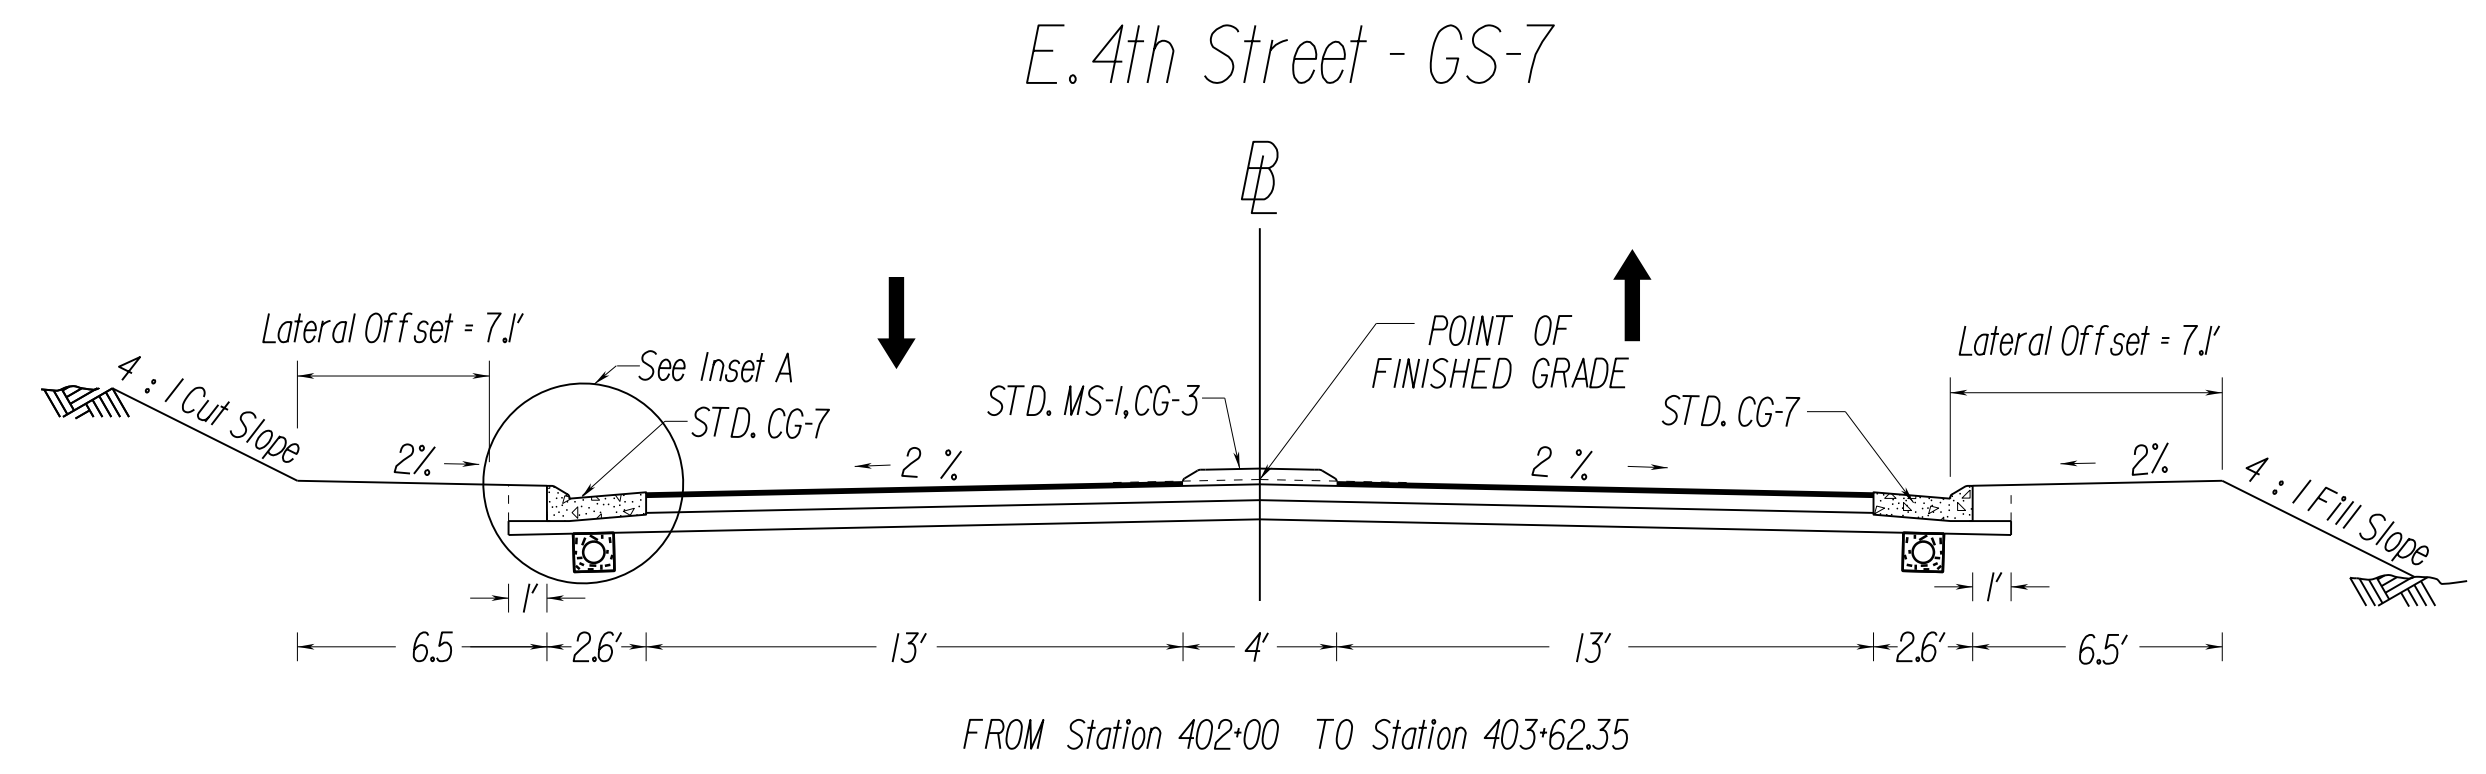 E. 4th Street - GS-7
BL
Lateral Offset = 7.1'
See Inset A
STD. CG-7
4 : 1 Cut Slope
2%
2 %
STD. MS-1, CG-3
POINT OF
FINISHED GRADE
2 %
STD. CG-7
Lateral Offset = 7.1'
2%
4 : 1 Fill Slope
1'
1'
6.5 2.6' 13' 4' 13' 2.6' 6.5'
FROM Station 402+00 TO Station 403+62.35